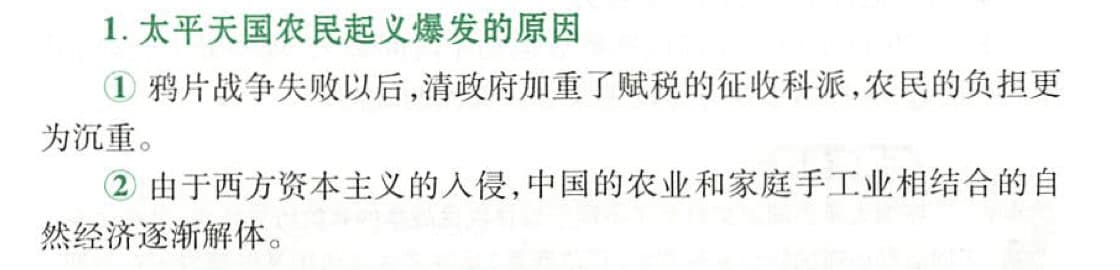 1. 太平天国农民起义爆发的原因
① 鸦片战争失败以后,清政府加重了赋税的征收科派,农民的负担更
为沉重。
② 由于西方资本主义的入侵,中国的农业和家庭手工业相结合的自
然经济逐渐解体。